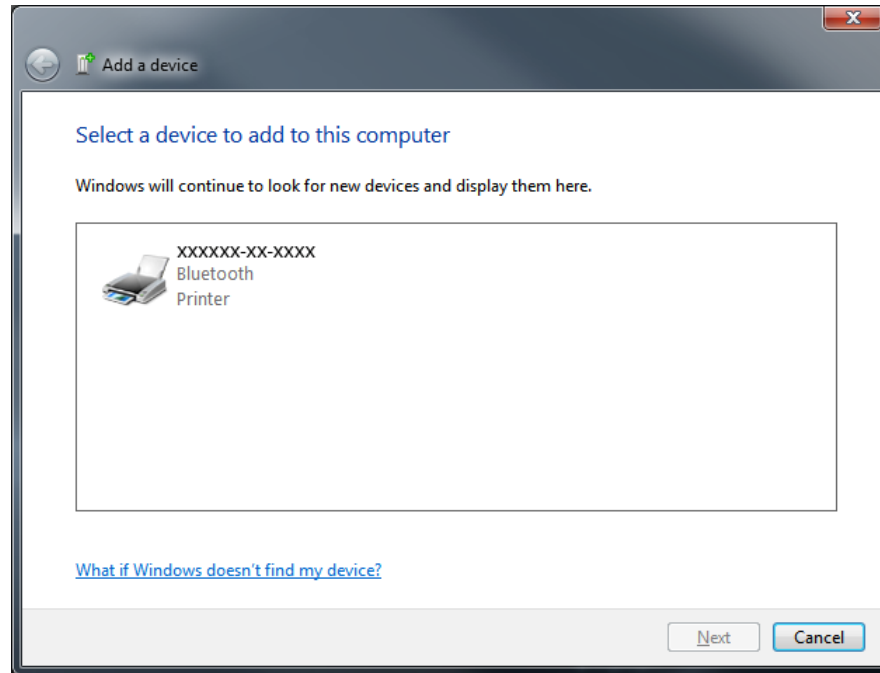 Add a device
Select a device to add to this computer
Windows will continue to look for new devices and display them here.
XXXXXX-XX-XXXX
Bluetooth
Printer
What if Windows doesn't find my device?
Next
Cancel